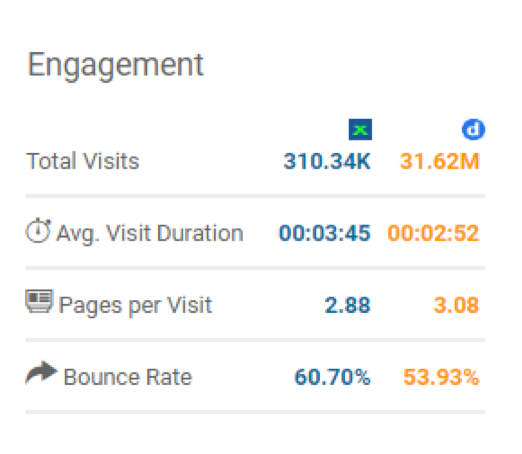 Engagement
x d
Total Visits 310.34K 31.62M
Avg. Visit Duration 00:03:45 00:02:52
Pages per Visit 2.88 3.08
Bounce Rate 60.70% 53.93%